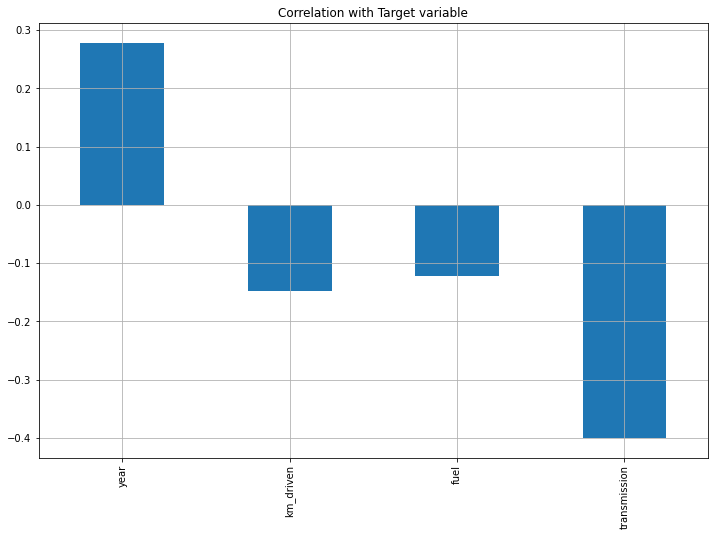 Correlation with Target variable
0.3
0.2
0.1
0.0
−0.1
−0.2
−0.3
−0.4
year
km_driven
fuel
transmission